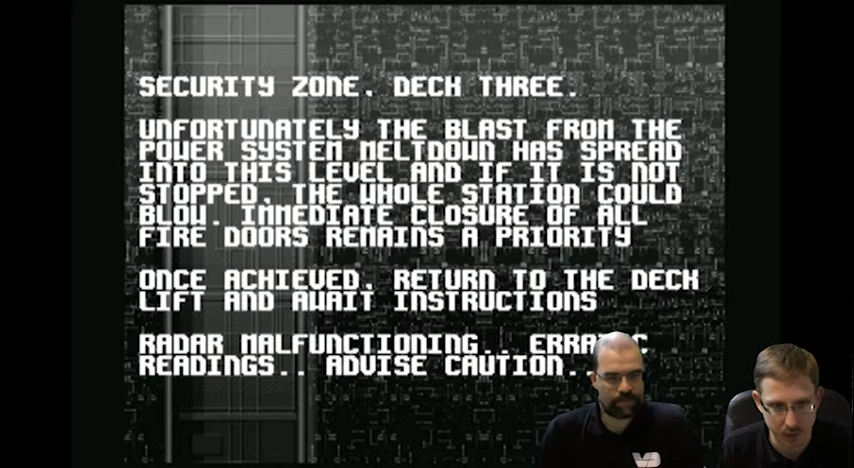 SECURITY ZONE. DECK THREE.
UNFORTUNATELY THE BLAST FROM THE
POWER SYSTEM MELTDOWN HAS SPREAD
INTO THIS LEVEL AND IF IT IS NOT
STOPPED, THE WHOLE STATION COULD
BLOW. IMMEDIATE CLOSURE OF ALL
FIRE DOORS REMAINS A PRIORITY
ONCE ACHIEVED, RETURN TO THE DECK
LIFT AND AWAIT INSTRUCTIONS
RADAR MALFUNCTIONING..
READINGS.. ADVISE CAUTION..